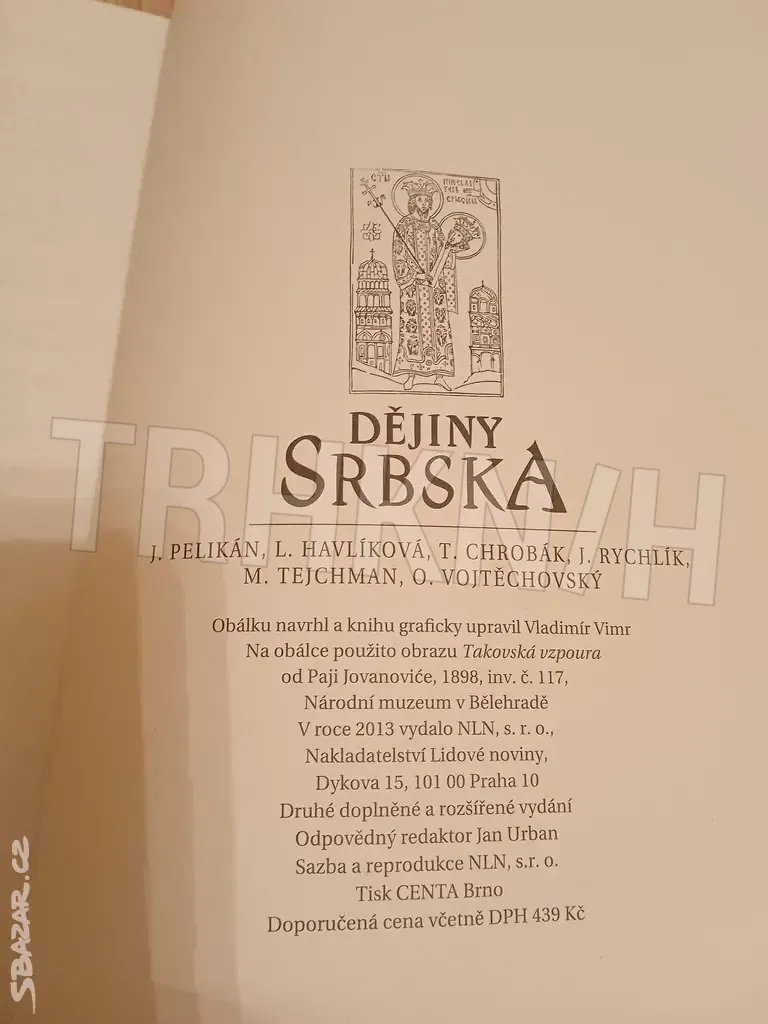 DĚJINY
SRBSKA
J. PELIKÁN, L. HAVLÍKOVÁ, T. CHROBÁK, J. RYCHLÍK,
M. TEJCHMAN, O. VOJTĚCHOVSKÝ
Obálku navrhl a knihu graficky upravil Vladimír Vimr
Na obálce použito obrazu Takovská vzpoura
od Paji Jovanoviće, 1898, inv. č. 117,
Národní muzeum v Bělehradě
V roce 2013 vydalo NLN, s. r. o.,
Nakladatelství Lidové noviny,
Dykova 15, 101 00 Praha 10
Druhé doplněné a rozšířené vydání
Odpovědný redaktor Jan Urban
Sazba a reprodukce NLN, s.r. o.
Tisk CENTA Brno
Doporučená cena včetně DPH 439 Kč
TRHKN/H
SBAZAR.CZ